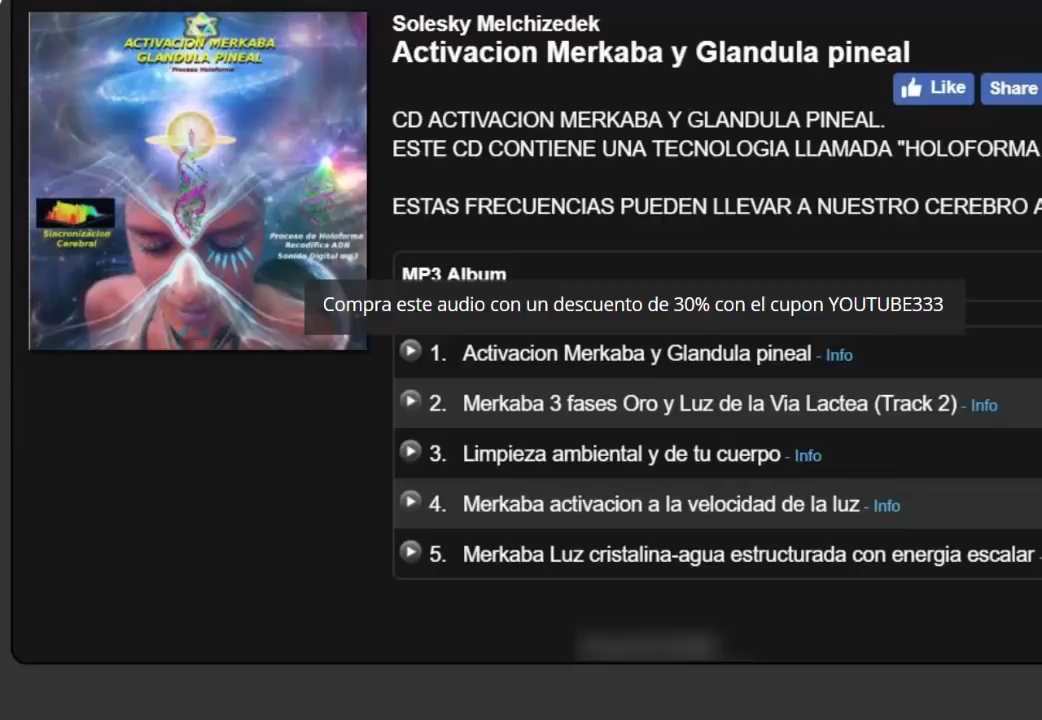 ACTIVACION MERKABA
GLANDULA PINEAL
Proceso Holoforma
Sincronizacion
Cerebral
Proceso de Holoforma
Recodifica ADN
Sonido Digital mp3
Solesky Melchizedek
Activacion Merkaba y Glandula pineal
Like
Share
CD ACTIVACION MERKABA Y GLANDULA PINEAL.
ESTE CD CONTIENE UNA TECNOLOGIA LLAMADA "HOLOFORMA
ESTAS FRECUENCIAS PUEDEN LLEVAR A NUESTRO CEREBRO A
MP3 Album
Compra este audio con un descuento de 30% con el cupon YOUTUBE333
1. Activacion Merkaba y Glandula pineal - Info
2. Merkaba 3 fases Oro y Luz de la Via Lactea (Track 2) - Info
3. Limpieza ambiental y de tu cuerpo - Info
4. Merkaba activacion a la velocidad de la luz - Info
5. Merkaba Luz cristalina-agua estructurada con energia escalar -